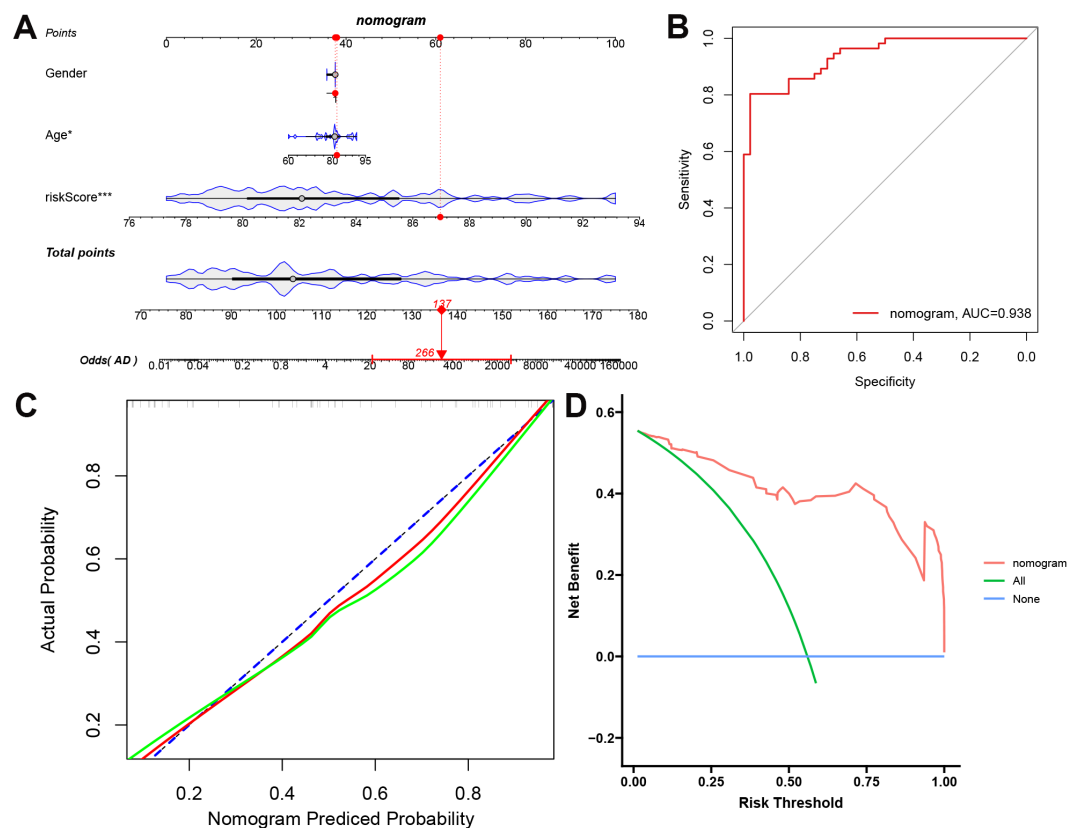 A
nomogram
Points
0 20 40 60 80 100
Gender
Age*
60 80 95
riskScore***
76 78 80 82 84 86 88 90 92 94
Total points
137
70 80 90 100 110 120 130 140 150 160 170 180
266
Odds( AD )
0.01 0.04 0.2 0.8 4 20 80 400 2000 8000 40000 160000
B
Sensitivity
1.0
0.8
0.6
0.4
0.2
0.0
nomogram, AUC=0.938
1.0 0.8 0.6 0.4 0.2 0.0
Specificity
C
Actual Probability
0.8
0.6
0.4
0.2
0.2 0.4 0.6 0.8
Nomogram Prediced Probability
D
Net Benefit
0.6
0.4
0.2
0.0
−0.2
nomogram
All
None
0.00 0.25 0.50 0.75 1.00
Risk Threshold